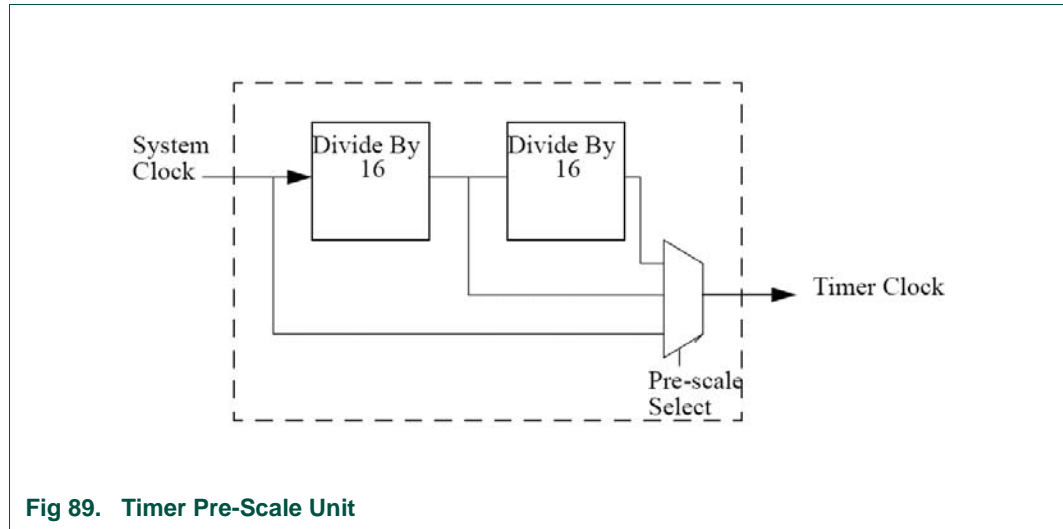 System
Clock
Divide By
16
Divide By
16
Timer Clock
Pre-scale
Select
Fig 89. Timer Pre-Scale Unit